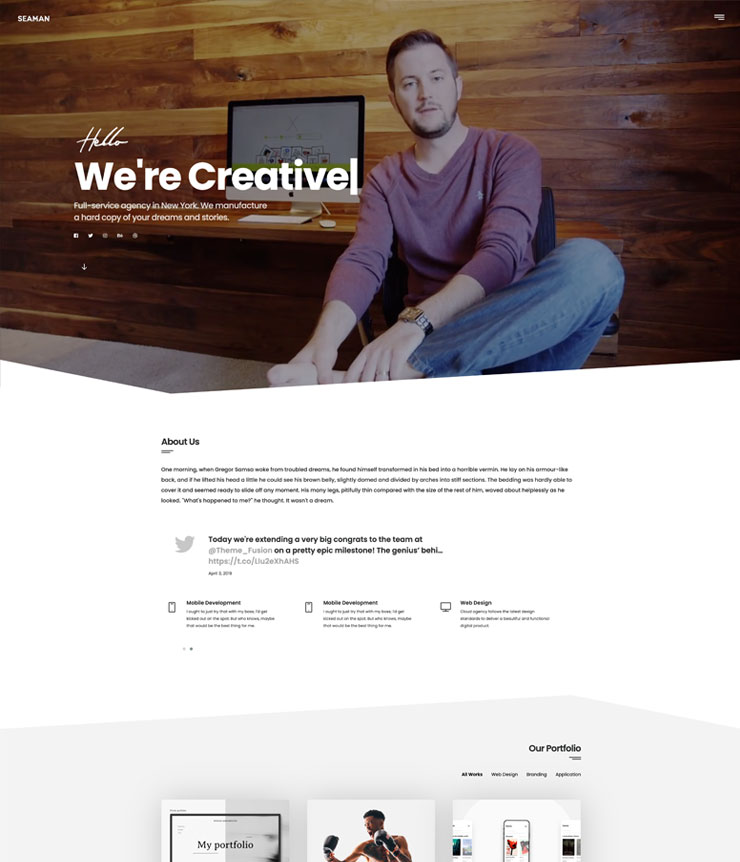 SEAMAN
Hello
We're Creative|
Full-service agency in New York. We manufacture
a hard copy of your dreams and stories.
About Us
One morning, when Gregor Samsa woke from troubled dreams, he found himself transformed in his bed into a horrible vermin. He lay on his armour-like
back, and if he lifted his head a little he could see his brown belly, slightly domed and divided by arches into stiff sections. The bedding was hardly able to
cover it and seemed ready to slide off any moment. His many legs, pitifully thin compared with the size of the rest of him, waved about helplessly as he
looked. "What's happened to me?" he thought. It wasn't a dream.
Today we're extending a very big congrats to the team at
@Theme_Fusion on a pretty epic milestone! The genius' behi...
April 3, 2019
Mobile Development
I ought to just try that with my boss; I'd get
kicked out on the spot. But who knows, maybe
that would be the best thing for me.
Mobile Development
I ought to just try that with my boss; I'd get
kicked out on the spot. But who knows, maybe
that would be the best thing for me.
Web Design
Cloud agency follows the latest design
standards to deliver a beautiful and functional
digital product.
Our Portfolio
All Works Web Design Branding Application
My portfolio